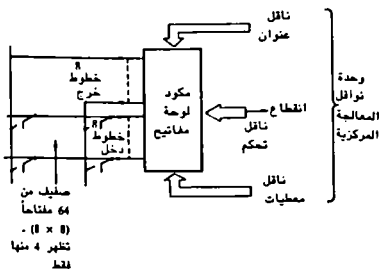 ناقل
عنوان
وحدة
نواقل
المعالجة
المركزية
8
خطوط
خرج
مكود
لوحة
مفاتيح
انقطاع
ناقل
تحكم
8
خطوط
دخل
ناقل
معطيات
صفيف من
64 مفتاحاً
(8 × 8) .
تظهر 4 منها
فقط